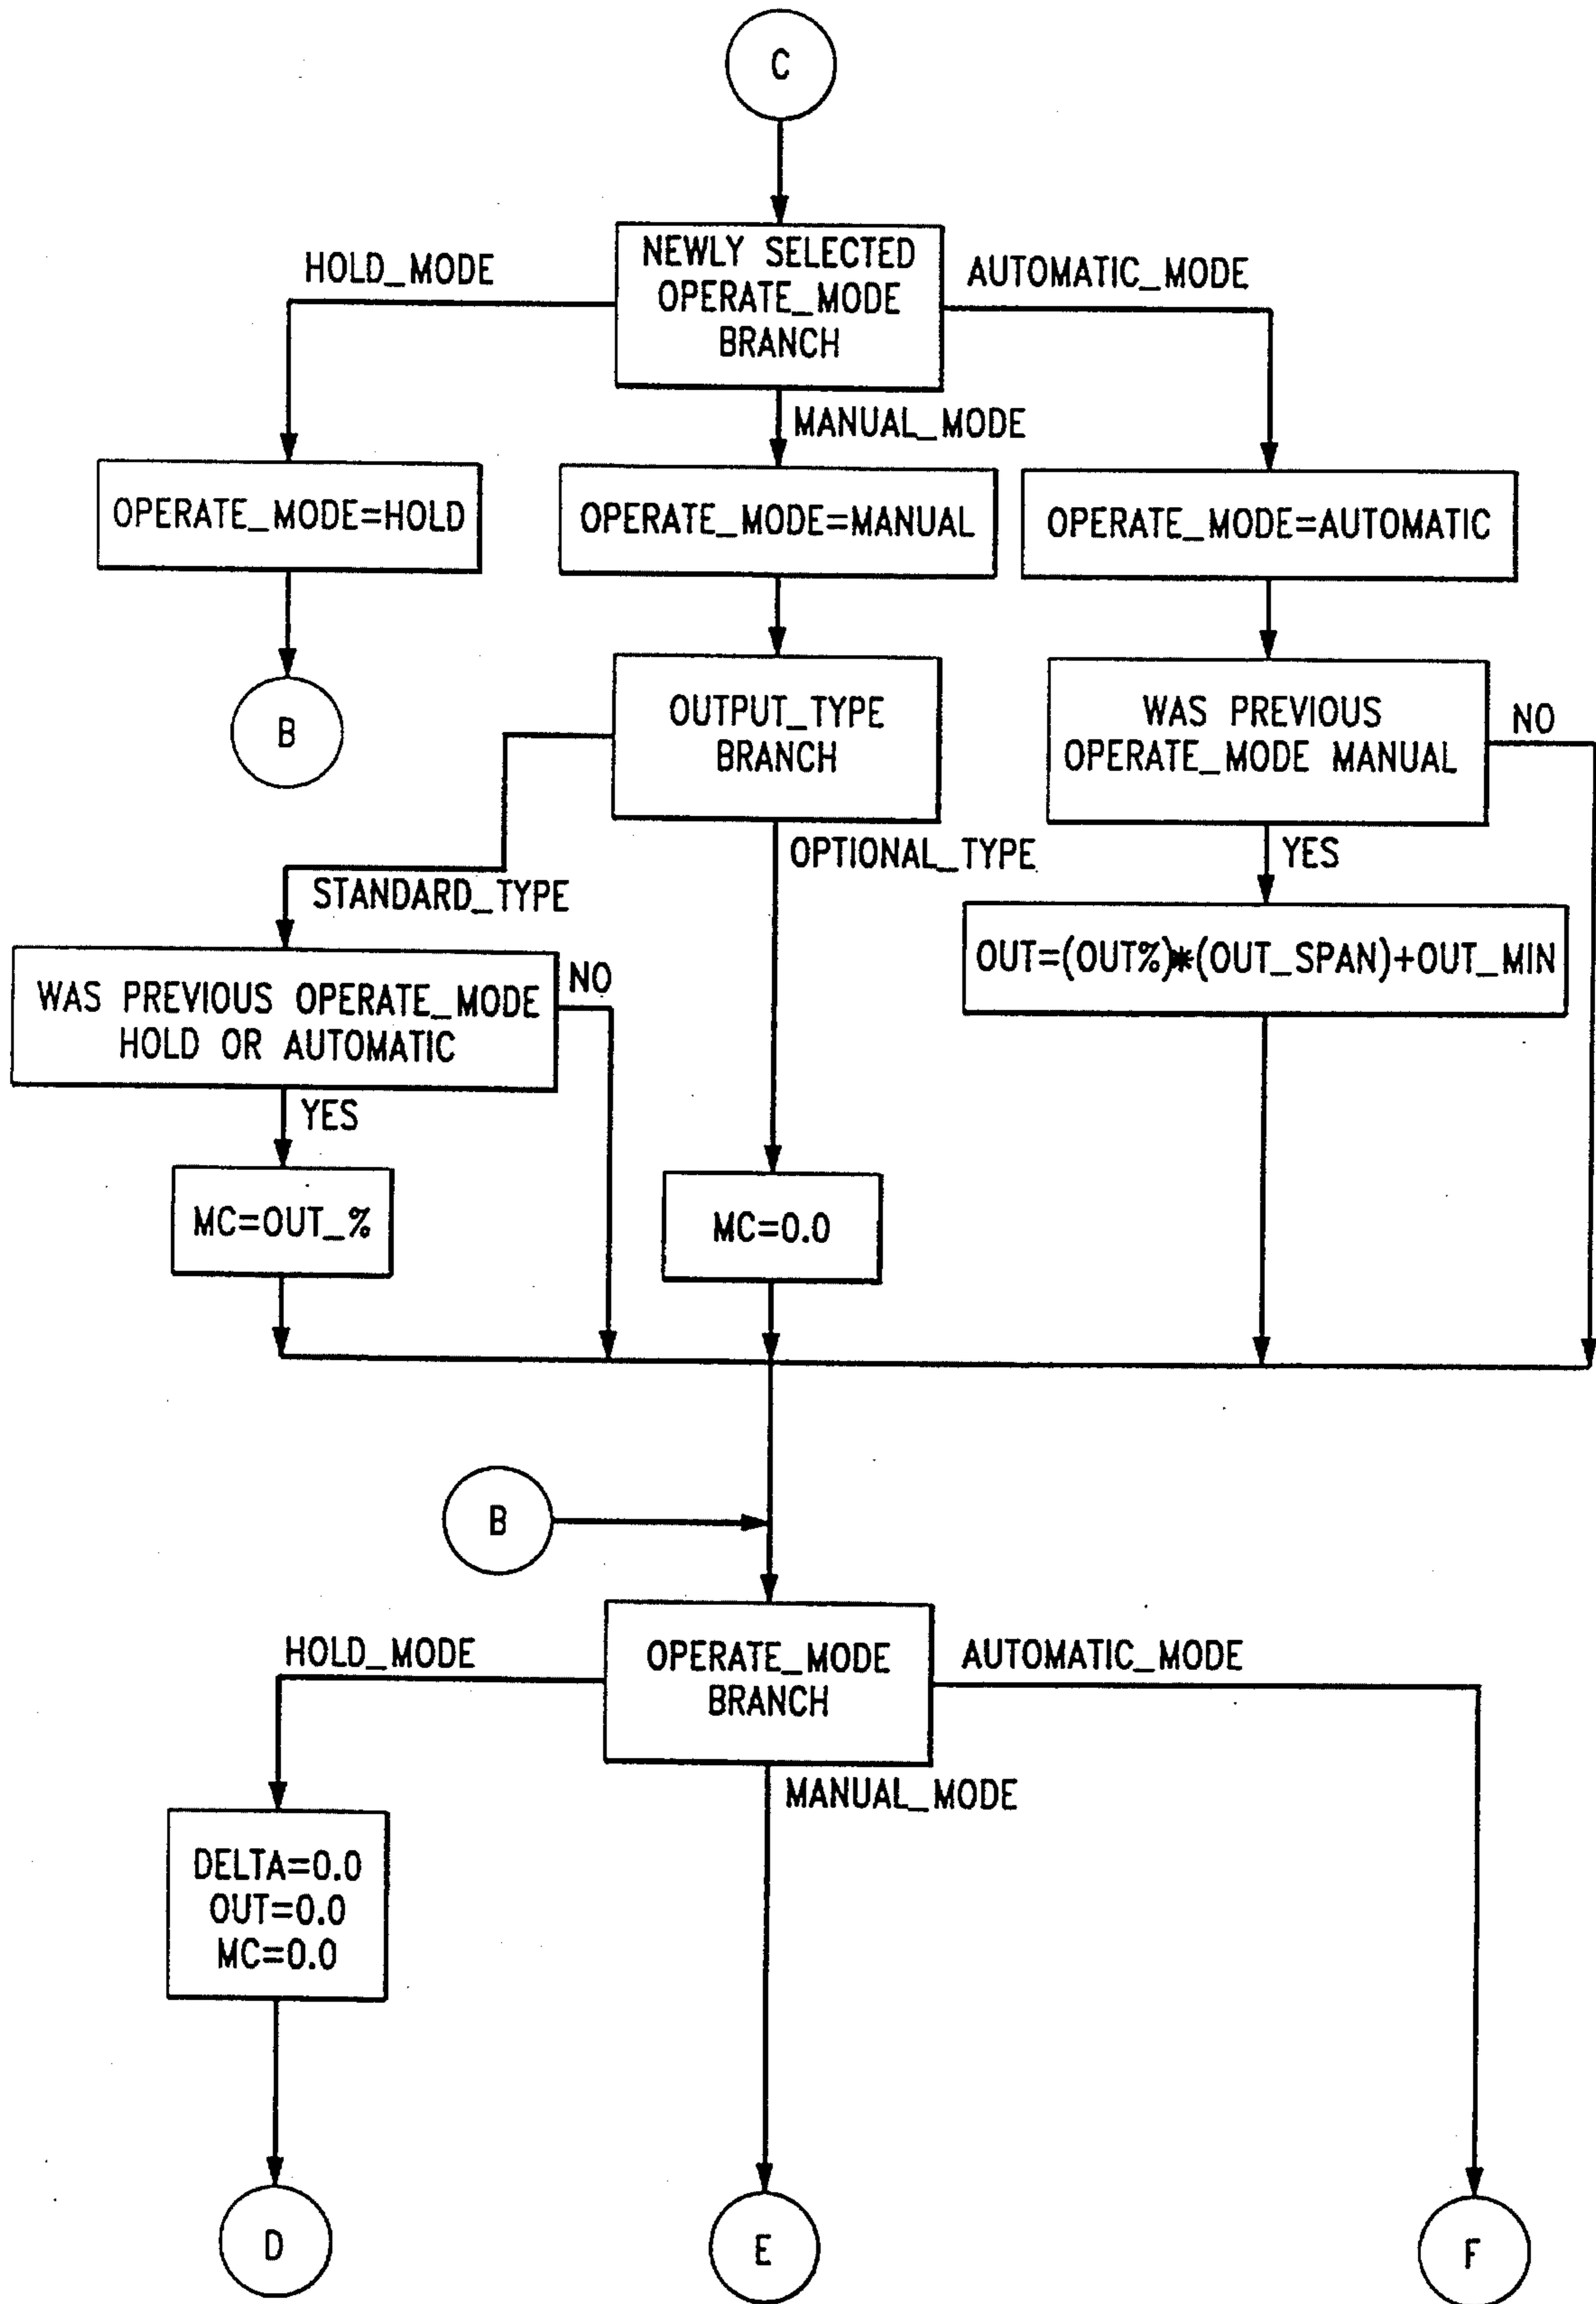 C
NEWLY SELECTED
OPERATE_MODE
BRANCH
HOLD_MODE
AUTOMATIC_MODE
MANUAL_MODE
OPERATE_MODE=HOLD
OPERATE_MODE=MANUAL
OPERATE_MODE=AUTOMATIC
B
OUTPUT_TYPE
BRANCH
WAS PREVIOUS
OPERATE_MODE MANUAL
NO
STANDARD_TYPE
OPTIONAL_TYPE
YES
WAS PREVIOUS OPERATE_MODE
HOLD OR AUTOMATIC
NO
OUT=(OUT%)*(OUT_SPAN)+OUT_MIN
YES
MC=OUT_%
MC=0.0
B
OPERATE_MODE
BRANCH
HOLD_MODE
AUTOMATIC_MODE
MANUAL_MODE
DELTA=0.0
OUT=0.0
MC=0.0
D
E
F